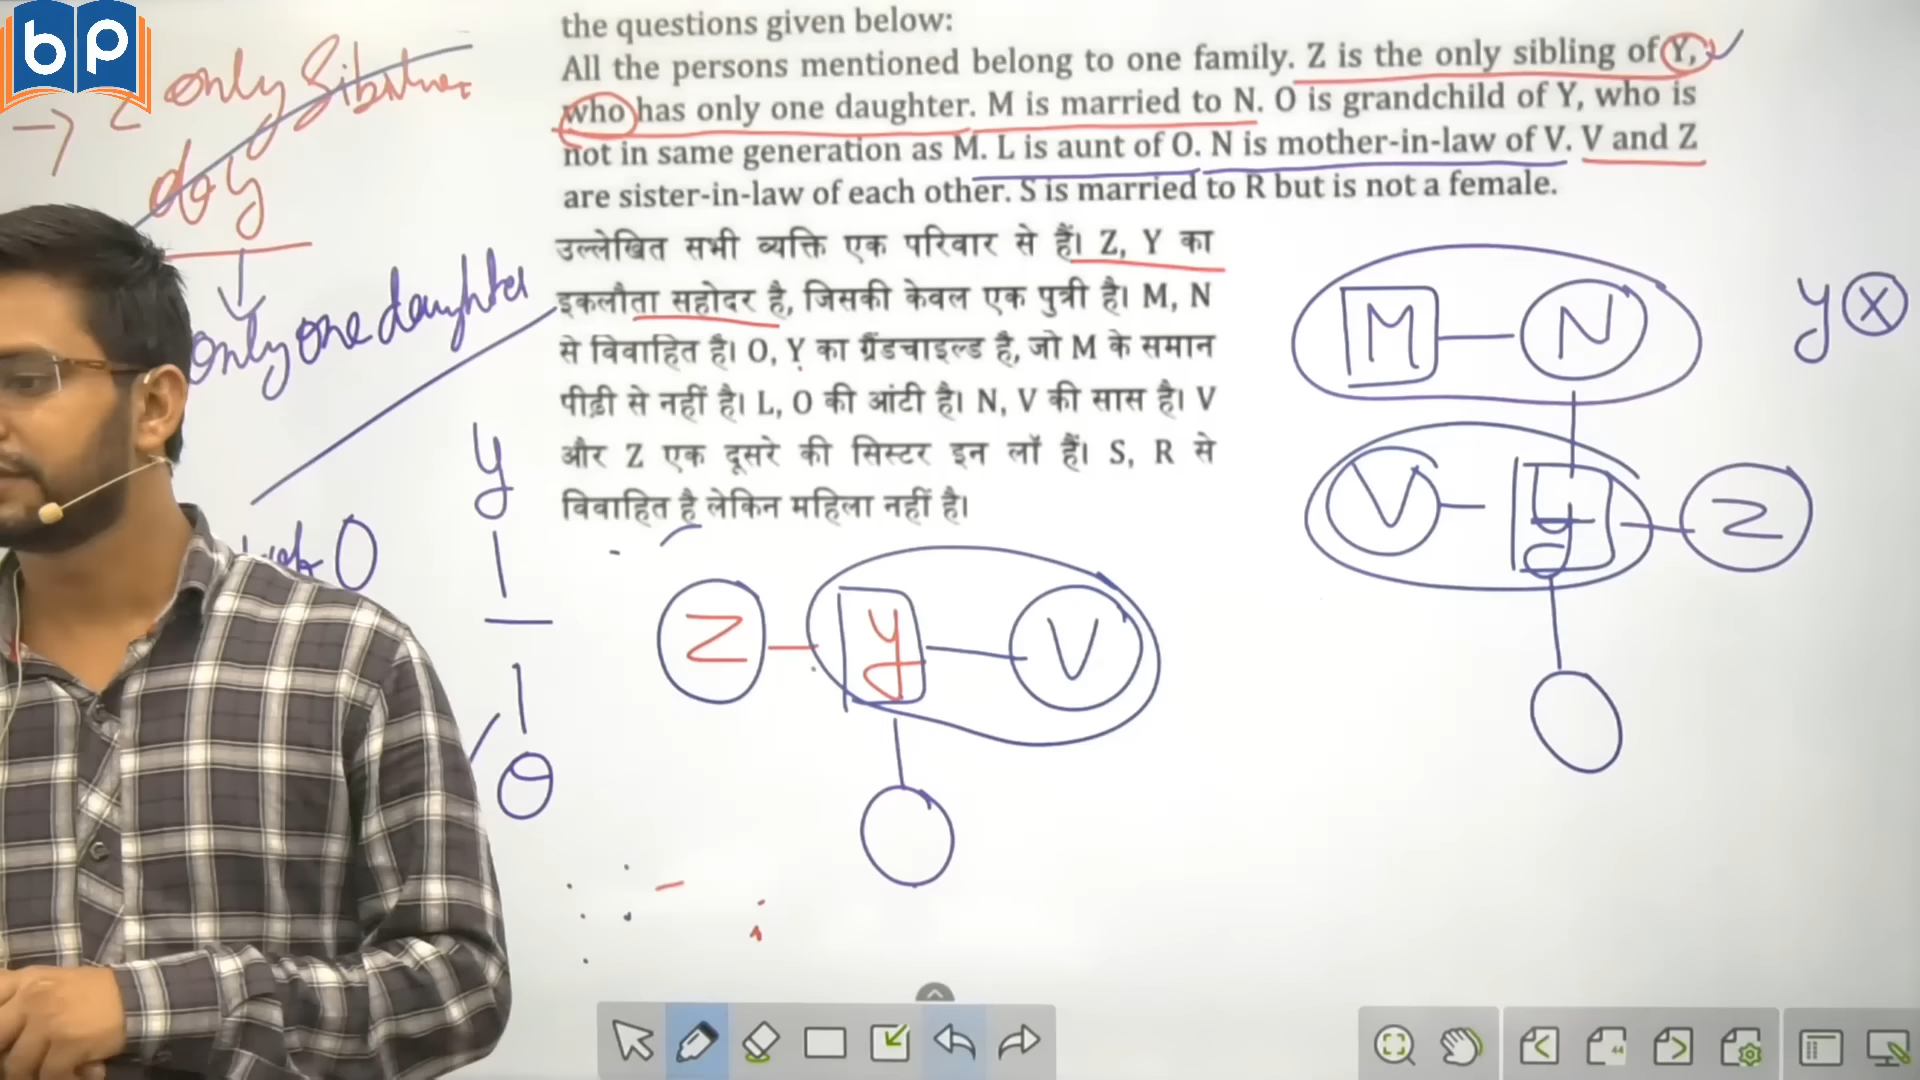 bp
the questions given below:
All the persons mentioned belong to one family. Z is the only sibling of Y,
who has only one daughter. M is married to N. O is grandchild of Y, who is
not in same generation as M. L is aunt of O. N is mother-in-law of V. V and Z
are sister-in-law of each other. S is married to R but is not a female.
उल्लेखित सभी व्यक्ति एक परिवार से हैं। Z, Y का
इकलौता सहोदर है, जिसकी केवल एक पुत्री है। M, N
से विवाहित है। O, Y का ग्रैंडचाइल्ड है, जो M के समान
पीढ़ी से नहीं है। L, O की आंटी है। N, V की सास है। V
और Z एक दूसरे की सिस्टर इन लॉ हैं। S, R से
विवाहित है लेकिन महिला नहीं है।
only
of y
only one daughter
O
y
O
Z y V
M N
y X
V y Z
44